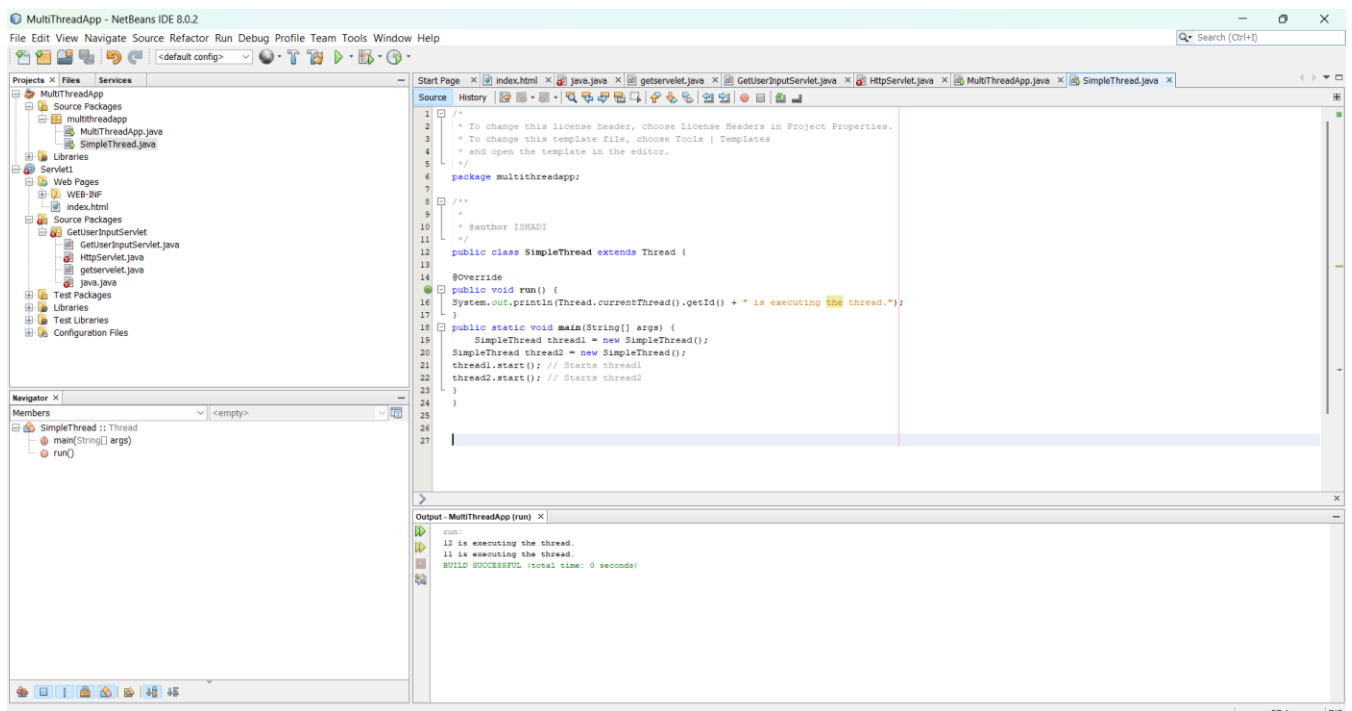 MultiThreadApp - NetBeans IDE 8.0.2
File Edit View Navigate Source Refactor Run Debug Profile Team Tools Window Help
Search (Ctrl+I)
<default config>
Projects Files Services
MultiThreadApp
Source Packages
multithreadapp
MultiThreadApp.java
SimpleThread.java
Libraries
Servlet1
Web Pages
WEB-INF
index.html
Source Packages
GetUserInputServlet
GetUserInputServlet.java
HttpServlet.java
getservelet.java
java.java
Test Packages
Libraries
Test Libraries
Configuration Files
Navigator
Members <empty>
SimpleThread :: Thread
main(String[] args)
run()
Start Page index.html java.java getservelet.java GetUserInputServlet.java HttpServlet.java MultiThreadApp.java SimpleThread.java
Source History
1 /*
2 * To change this license header, choose License Headers in Project Properties.
3 * To change this template file, choose Tools | Templates
4 * and open the template in the editor.
5 */
6 package multithreadapp;
7
8 /**
9 *
10 * @author ISHADI
11 */
12 public class SimpleThread extends Thread {
13
14 @Override
public void run() {
16 System.out.println(Thread.currentThread().getId() + " is executing the thread.");
17 }
18 public static void main(String[] args) {
19 SimpleThread thread1 = new SimpleThread();
20 SimpleThread thread2 = new SimpleThread();
21 thread1.start(); // Starts thread1
22 thread2.start(); // Starts thread2
23 }
24 }
25
26
27
Output - MultiThreadApp (run)
run:
12 is executing the thread.
11 is executing the thread.
BUILD SUCCESSFUL (total time: 0 seconds)